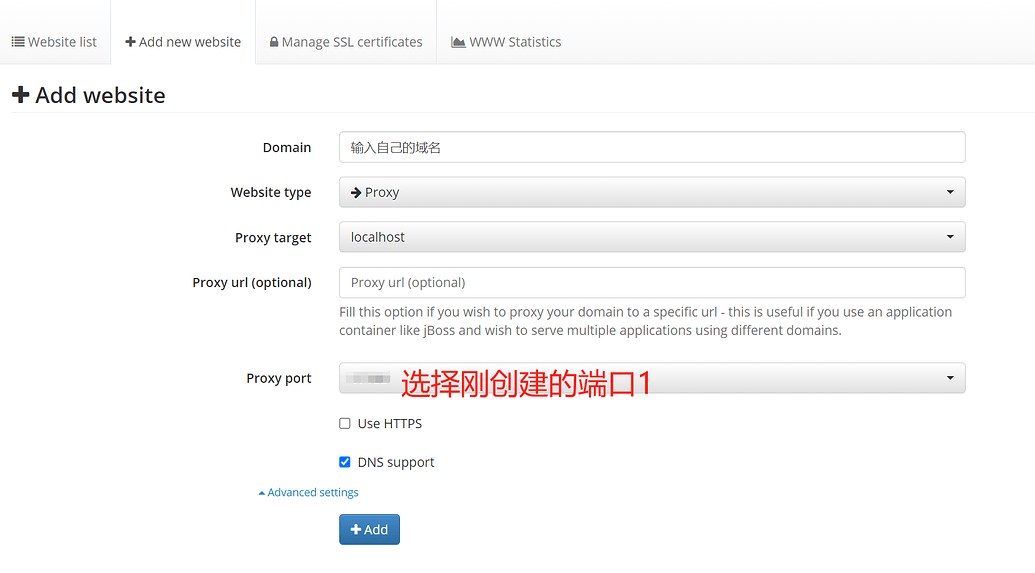 Website list
Add new website
Manage SSL certificates
WWW Statistics
Add website
Domain
输入自己的域名
Website type
Proxy
Proxy target
localhost
Proxy url (optional)
Proxy url (optional)
Fill this option if you wish to proxy your domain to a specific url - this is useful if you use an application
container like jBoss and wish to serve multiple applications using different domains.
Proxy port
选择刚创建的端口1
Use HTTPS
DNS support
Advanced settings
Add